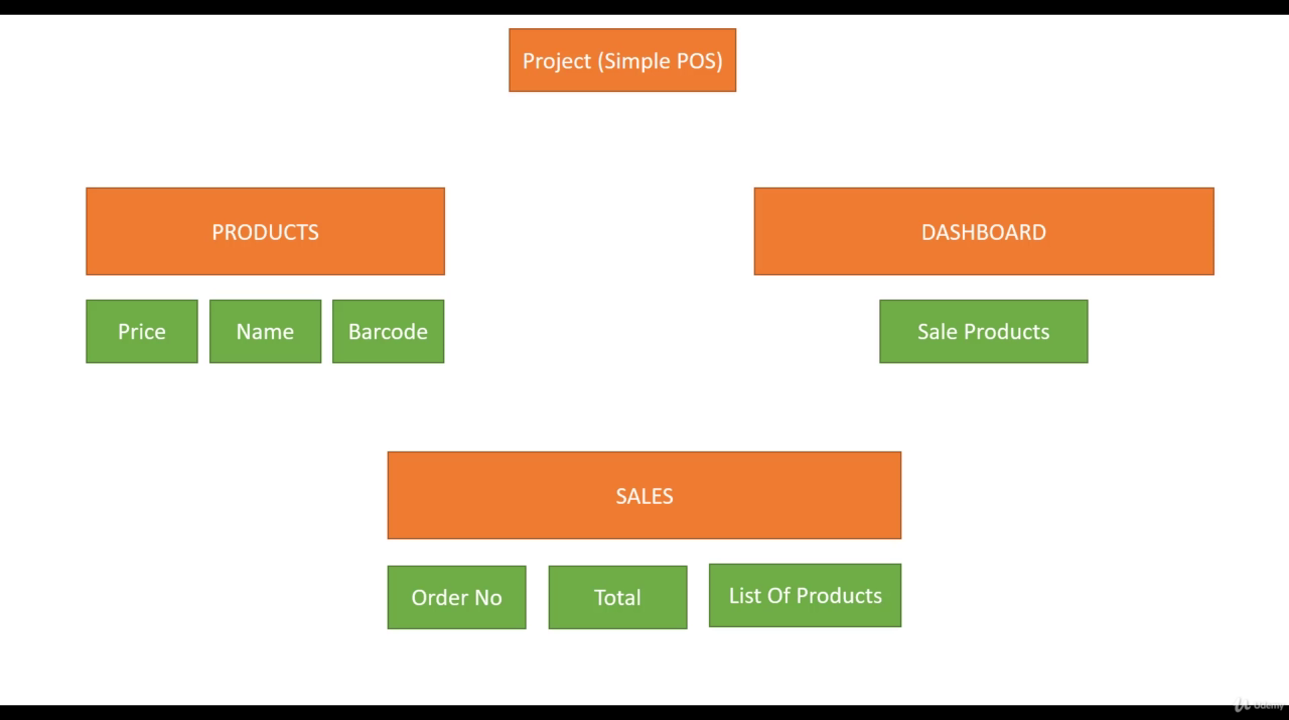 Project (Simple POS)
PRODUCTS
DASHBOARD
Price
Name
Barcode
Sale Products
SALES
Order No
Total
List Of Products
Udemy